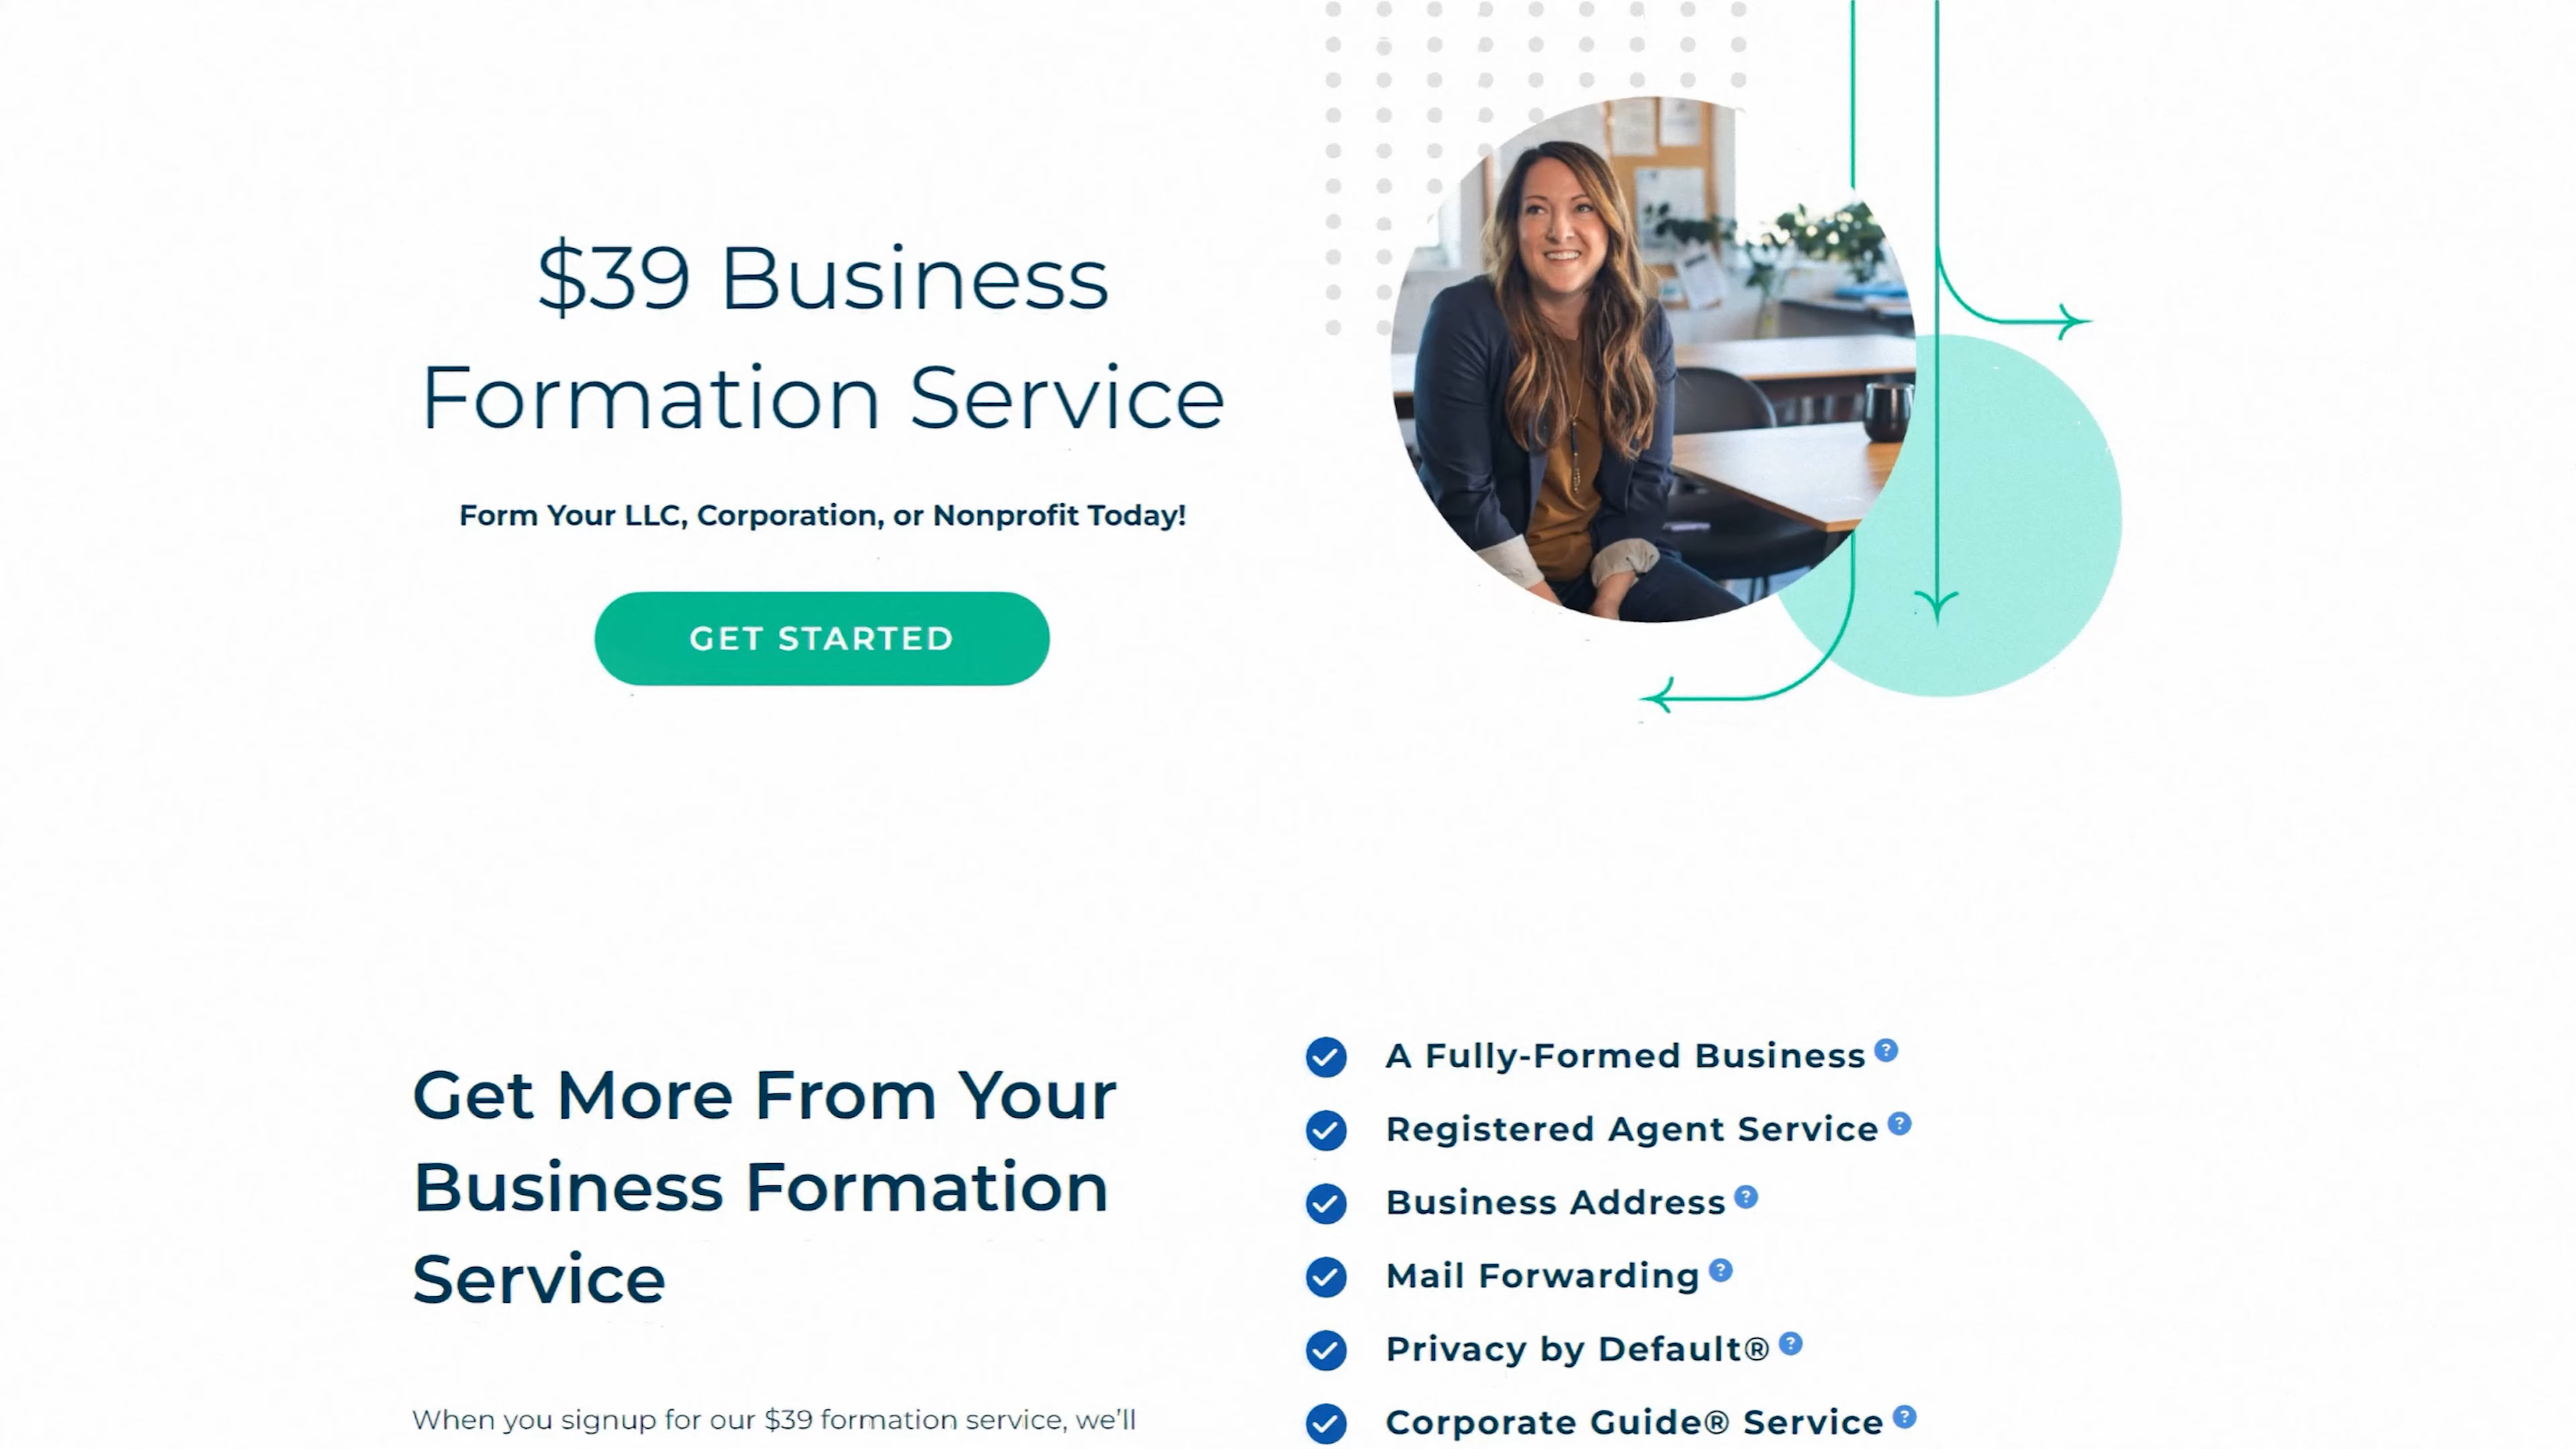 $39 Business
Formation Service
Form Your LLC, Corporation, or Nonprofit Today!
GET STARTED
Get More From Your
Business Formation
Service
When you signup for our $39 formation service, we'll
A Fully-Formed Business ?
Registered Agent Service ?
Business Address ?
Mail Forwarding ?
Privacy by Default® ?
Corporate Guide® Service ?